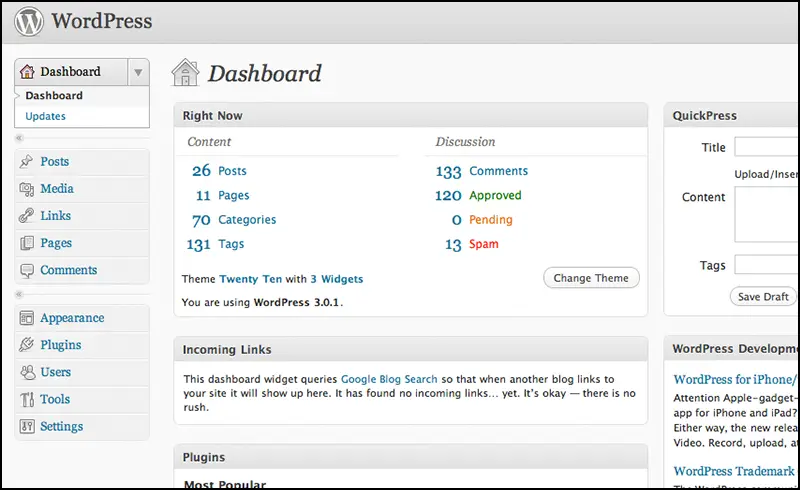 WordPress
Dashboard
Dashboard
Updates
Posts
Media
Links
Pages
Comments
Appearance
Plugins
Users
Tools
Settings
Dashboard
Right Now
Content
26 Posts
11 Pages
70 Categories
131 Tags
Discussion
133 Comments
120 Approved
0 Pending
13 Spam
Theme Twenty Ten with 3 Widgets
Change Theme
You are using WordPress 3.0.1.
Incoming Links
This dashboard widget queries Google Blog Search so that when another blog links to
your site it will show up here. It has found no incoming links… yet. It's okay — there is no
rush.
Plugins
Most Popular
QuickPress
Title
Upload/Inser
Content
Tags
Save Draft
WordPress Developme
WordPress for iPhone/
Attention Apple-gadget-
app for iPhone and iPad?
Either way, the new relea
Video. Record, upload, at
WordPress Trademark